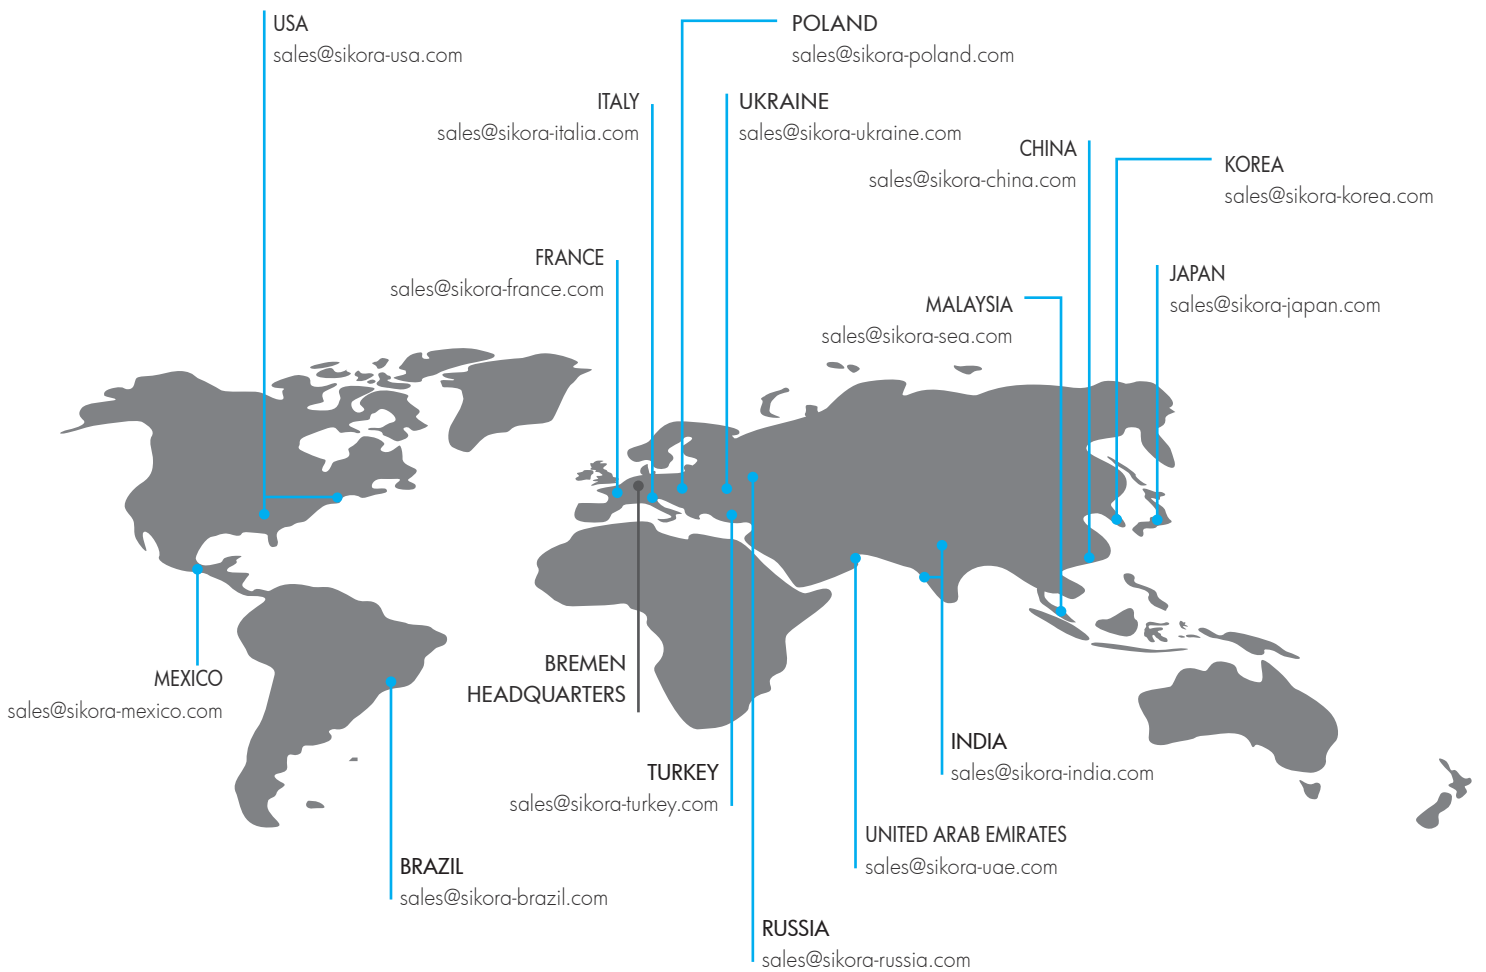 USA
sales@sikora-usa.com
POLAND
sales@sikora-poland.com
ITALY
sales@sikora-italia.com
UKRAINE
sales@sikora-ukraine.com
CHINA
sales@sikora-china.com
KOREA
sales@sikora-korea.com
FRANCE
sales@sikora-france.com
JAPAN
sales@sikora-japan.com
MALAYSIA
sales@sikora-sea.com
BREMEN
HEADQUARTERS
MEXICO
sales@sikora-mexico.com
INDIA
sales@sikora-india.com
TURKEY
sales@sikora-turkey.com
UNITED ARAB EMIRATES
sales@sikora-uae.com
BRAZIL
sales@sikora-brazil.com
RUSSIA
sales@sikora-russia.com